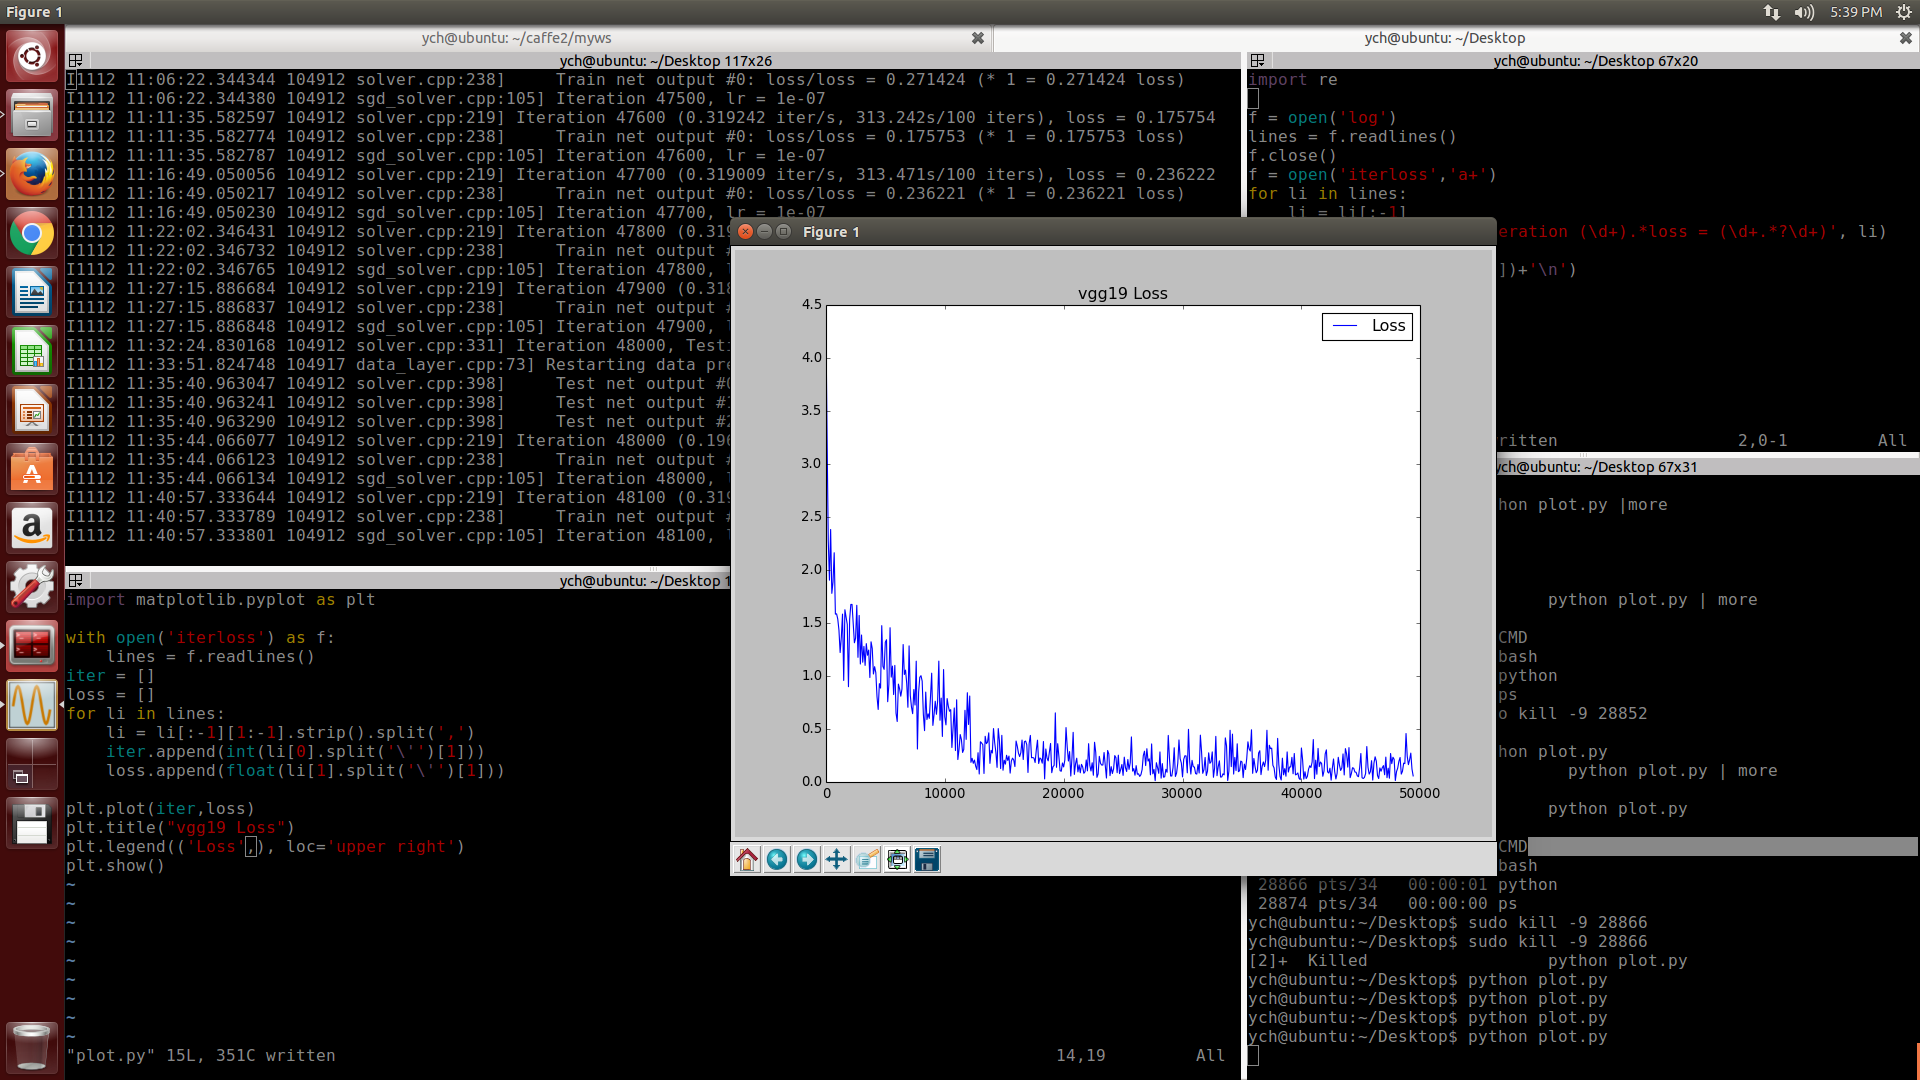 Figure 1
5:39 PM
ych@ubuntu: ~/caffe2/myws
ych@ubuntu: ~/Desktop
ych@ubuntu: ~/Desktop 117x26
I1112 11:06:22.344344 104912 solver.cpp:238]     Train net output #0: loss/loss = 0.271424 (* 1 = 0.271424 loss)
I1112 11:06:22.344380 104912 sgd_solver.cpp:105] Iteration 47500, lr = 1e-07
I1112 11:11:35.582597 104912 solver.cpp:219] Iteration 47600 (0.319242 iter/s, 313.242s/100 iters), loss = 0.175754
I1112 11:11:35.582774 104912 solver.cpp:238]     Train net output #0: loss/loss = 0.175753 (* 1 = 0.175753 loss)
I1112 11:11:35.582787 104912 sgd_solver.cpp:105] Iteration 47600, lr = 1e-07
I1112 11:16:49.050056 104912 solver.cpp:219] Iteration 47700 (0.319009 iter/s, 313.471s/100 iters), loss = 0.236222
I1112 11:16:49.050217 104912 solver.cpp:238]     Train net output #0: loss/loss = 0.236221 (* 1 = 0.236221 loss)
I1112 11:16:49.050230 104912 sgd_solver.cpp:105] Iteration 47700, lr = 1e-07
I1112 11:22:02.346431 104912 solver.cpp:219] Iteration 47800 (0.319
I1112 11:22:02.346732 104912 solver.cpp:238]     Train net output #
I1112 11:22:02.346765 104912 sgd_solver.cpp:105] Iteration 47800,
I1112 11:27:15.886684 104912 solver.cpp:219] Iteration 47900 (0.318
I1112 11:27:15.886837 104912 solver.cpp:238]     Train net output #
I1112 11:27:15.886848 104912 sgd_solver.cpp:105] Iteration 47900,
I1112 11:32:24.830168 104912 solver.cpp:331] Iteration 48000, Testi
I1112 11:33:51.824748 104917 data_layer.cpp:73] Restarting data pre
I1112 11:35:40.963047 104912 solver.cpp:398]     Test net output #0
I1112 11:35:40.963241 104912 solver.cpp:398]     Test net output #1
I1112 11:35:40.963290 104912 solver.cpp:398]     Test net output #2
I1112 11:35:44.066077 104912 solver.cpp:219] Iteration 48000 (0.196
I1112 11:35:44.066123 104912 solver.cpp:238]     Train net output #
I1112 11:35:44.066134 104912 sgd_solver.cpp:105] Iteration 48000,
I1112 11:40:57.333644 104912 solver.cpp:219] Iteration 48100 (0.319
I1112 11:40:57.333789 104912 solver.cpp:238]     Train net output #
I1112 11:40:57.333801 104912 sgd_solver.cpp:105] Iteration 48100,
ych@ubuntu: ~/Desktop 67x20
import re
f = open('log')
lines = f.readlines()
f.close()
f = open('iterloss','a+')
for li in lines:
    li = li[:-1]
eration (\d+).*loss = (\d+.*?\d+)', li)
])+'\n')
ritten                  2,0-1       All
Figure 1
vgg19 Loss
Loss
4.5
4.0
3.5
3.0
2.5
2.0
1.5
1.0
0.5
0.0
0 10000 20000 30000 40000 50000
ych@ubuntu: ~/Desktop 1
import matplotlib.pyplot as plt
with open('iterloss') as f:
    lines = f.readlines()
iter = []
loss = []
for li in lines:
    li = li[:-1][1:-1].strip().split(',')
    iter.append(int(li[0].split('\'')[1]))
    loss.append(float(li[1].split('\'')[1]))
plt.plot(iter,loss)
plt.title("vgg19 Loss")
plt.legend(('Loss',), loc='upper right')
plt.show()
~
~
~
~
~
~
~
~
~
"plot.py" 15L, 351C written                  14,19         All
ych@ubuntu: ~/Desktop 67x31
hon plot.py |more
python plot.py | more
CMD
bash
python
ps
o kill -9 28852
hon plot.py
python plot.py | more
python plot.py
CMD
bash
28866 pts/34   00:00:01 python
28874 pts/34   00:00:00 ps
ych@ubuntu:~/Desktop$ sudo kill -9 28866
ych@ubuntu:~/Desktop$ sudo kill -9 28866
[2]+  Killed                  python plot.py
ych@ubuntu:~/Desktop$ python plot.py
ych@ubuntu:~/Desktop$ python plot.py
ych@ubuntu:~/Desktop$ python plot.py
ych@ubuntu:~/Desktop$ python plot.py